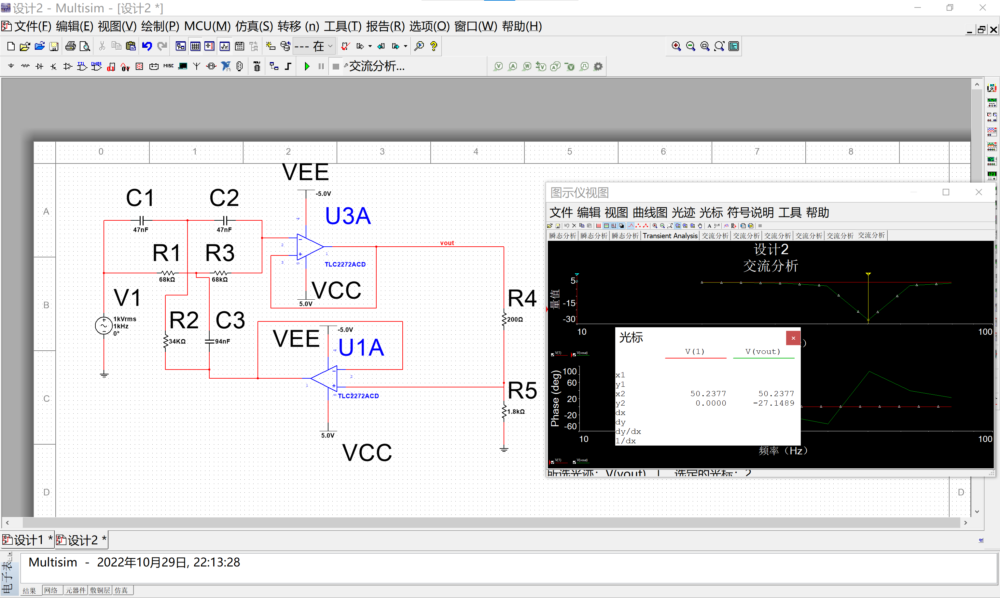 设计2 - Multisim - [设计2 *]
文件(F) 编辑(E) 视图(V) 绘制(P) MCU(M) 仿真(S) 转移 (n) 工具(T) 报告(R) 选项(O) 窗口(W) 帮助(H)
--- 在
MISC 交流分析...
0 1 2 3 4 5 6 7 8
VEE
-5.0V
C1 C2
U3A
A
47nF 47nF
4
vout
R1 R3
2
1
3
8
TLC2272ACD
68kΩ 68kΩ
VCC
5.0V
B
V1
1kVrms
1kHz
0°
R4
200Ω
R2 C3
34KΩ 94nF
VEE
-5.0V
U1A
4
2
1
3
8
TLC2272ACD
R5
1.8kΩ
C
5.0V
VCC
D
D
图示仪视图
文件 编辑 视图 曲线图 光迹 光标 符号说明 工具 帮助
瞬态分析 瞬态分析 瞬态分析 Transient Analysis 交流分析 交流分析 交流分析 交流分析 交流分析 交流分析
设计2
交流分析
量值
5
-15
-30
10 100
V(1) V(vout)
光标
V(1) V(vout)
x1
y1
x2 50.2377 50.2377
y2 0.0000 -27.1489
dx
dy
dy/dx
1/dx
Phase (deg)
100
60
20
-20
-60
10 100
频率（Hz）
V(1) V(vout)
所选光迹：V(vout) | 选定的光标：2
设计1 * 设计2 *
电子表
Multisim - 2022年10月29日, 22:13:28
结果 网络 元器件 敷铜层 仿真